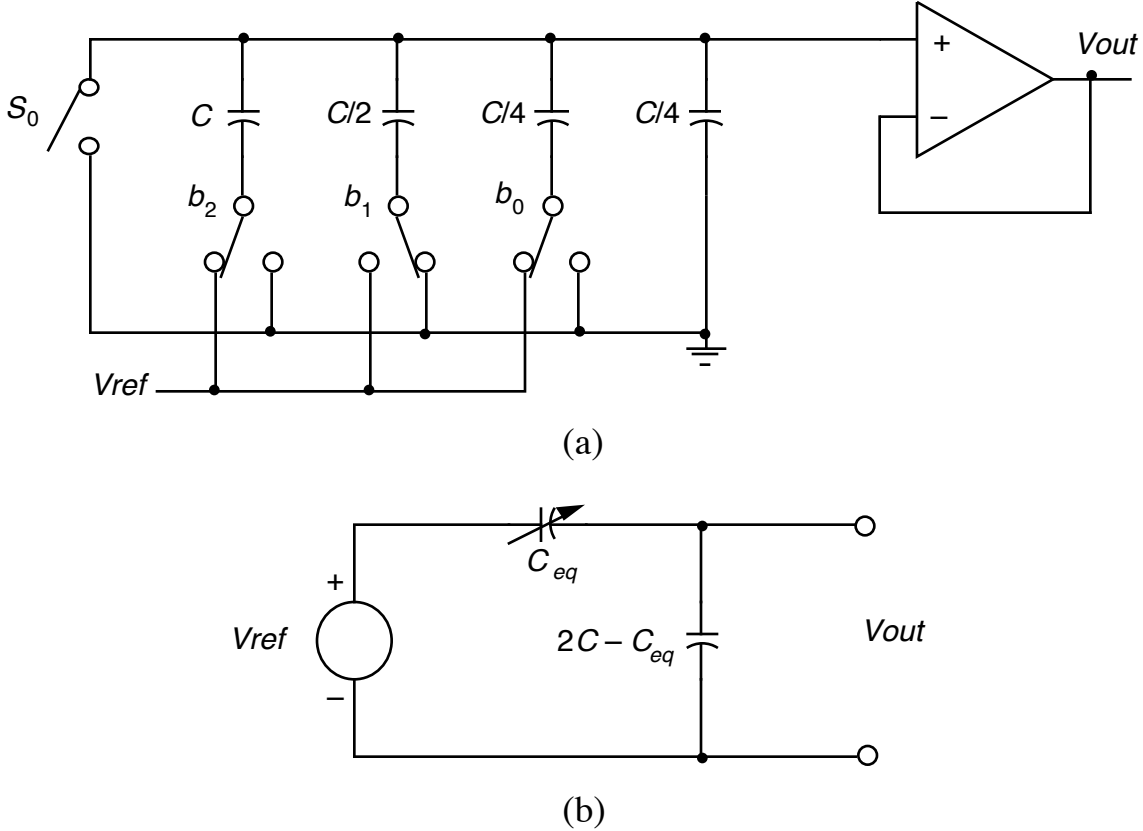 Vout
+
S0
C
C/2
C/4
C/4
−
b2
b1
b0
Vref
(a)
Ceq
+
Vref
2C − Ceq
Vout
−
(b)